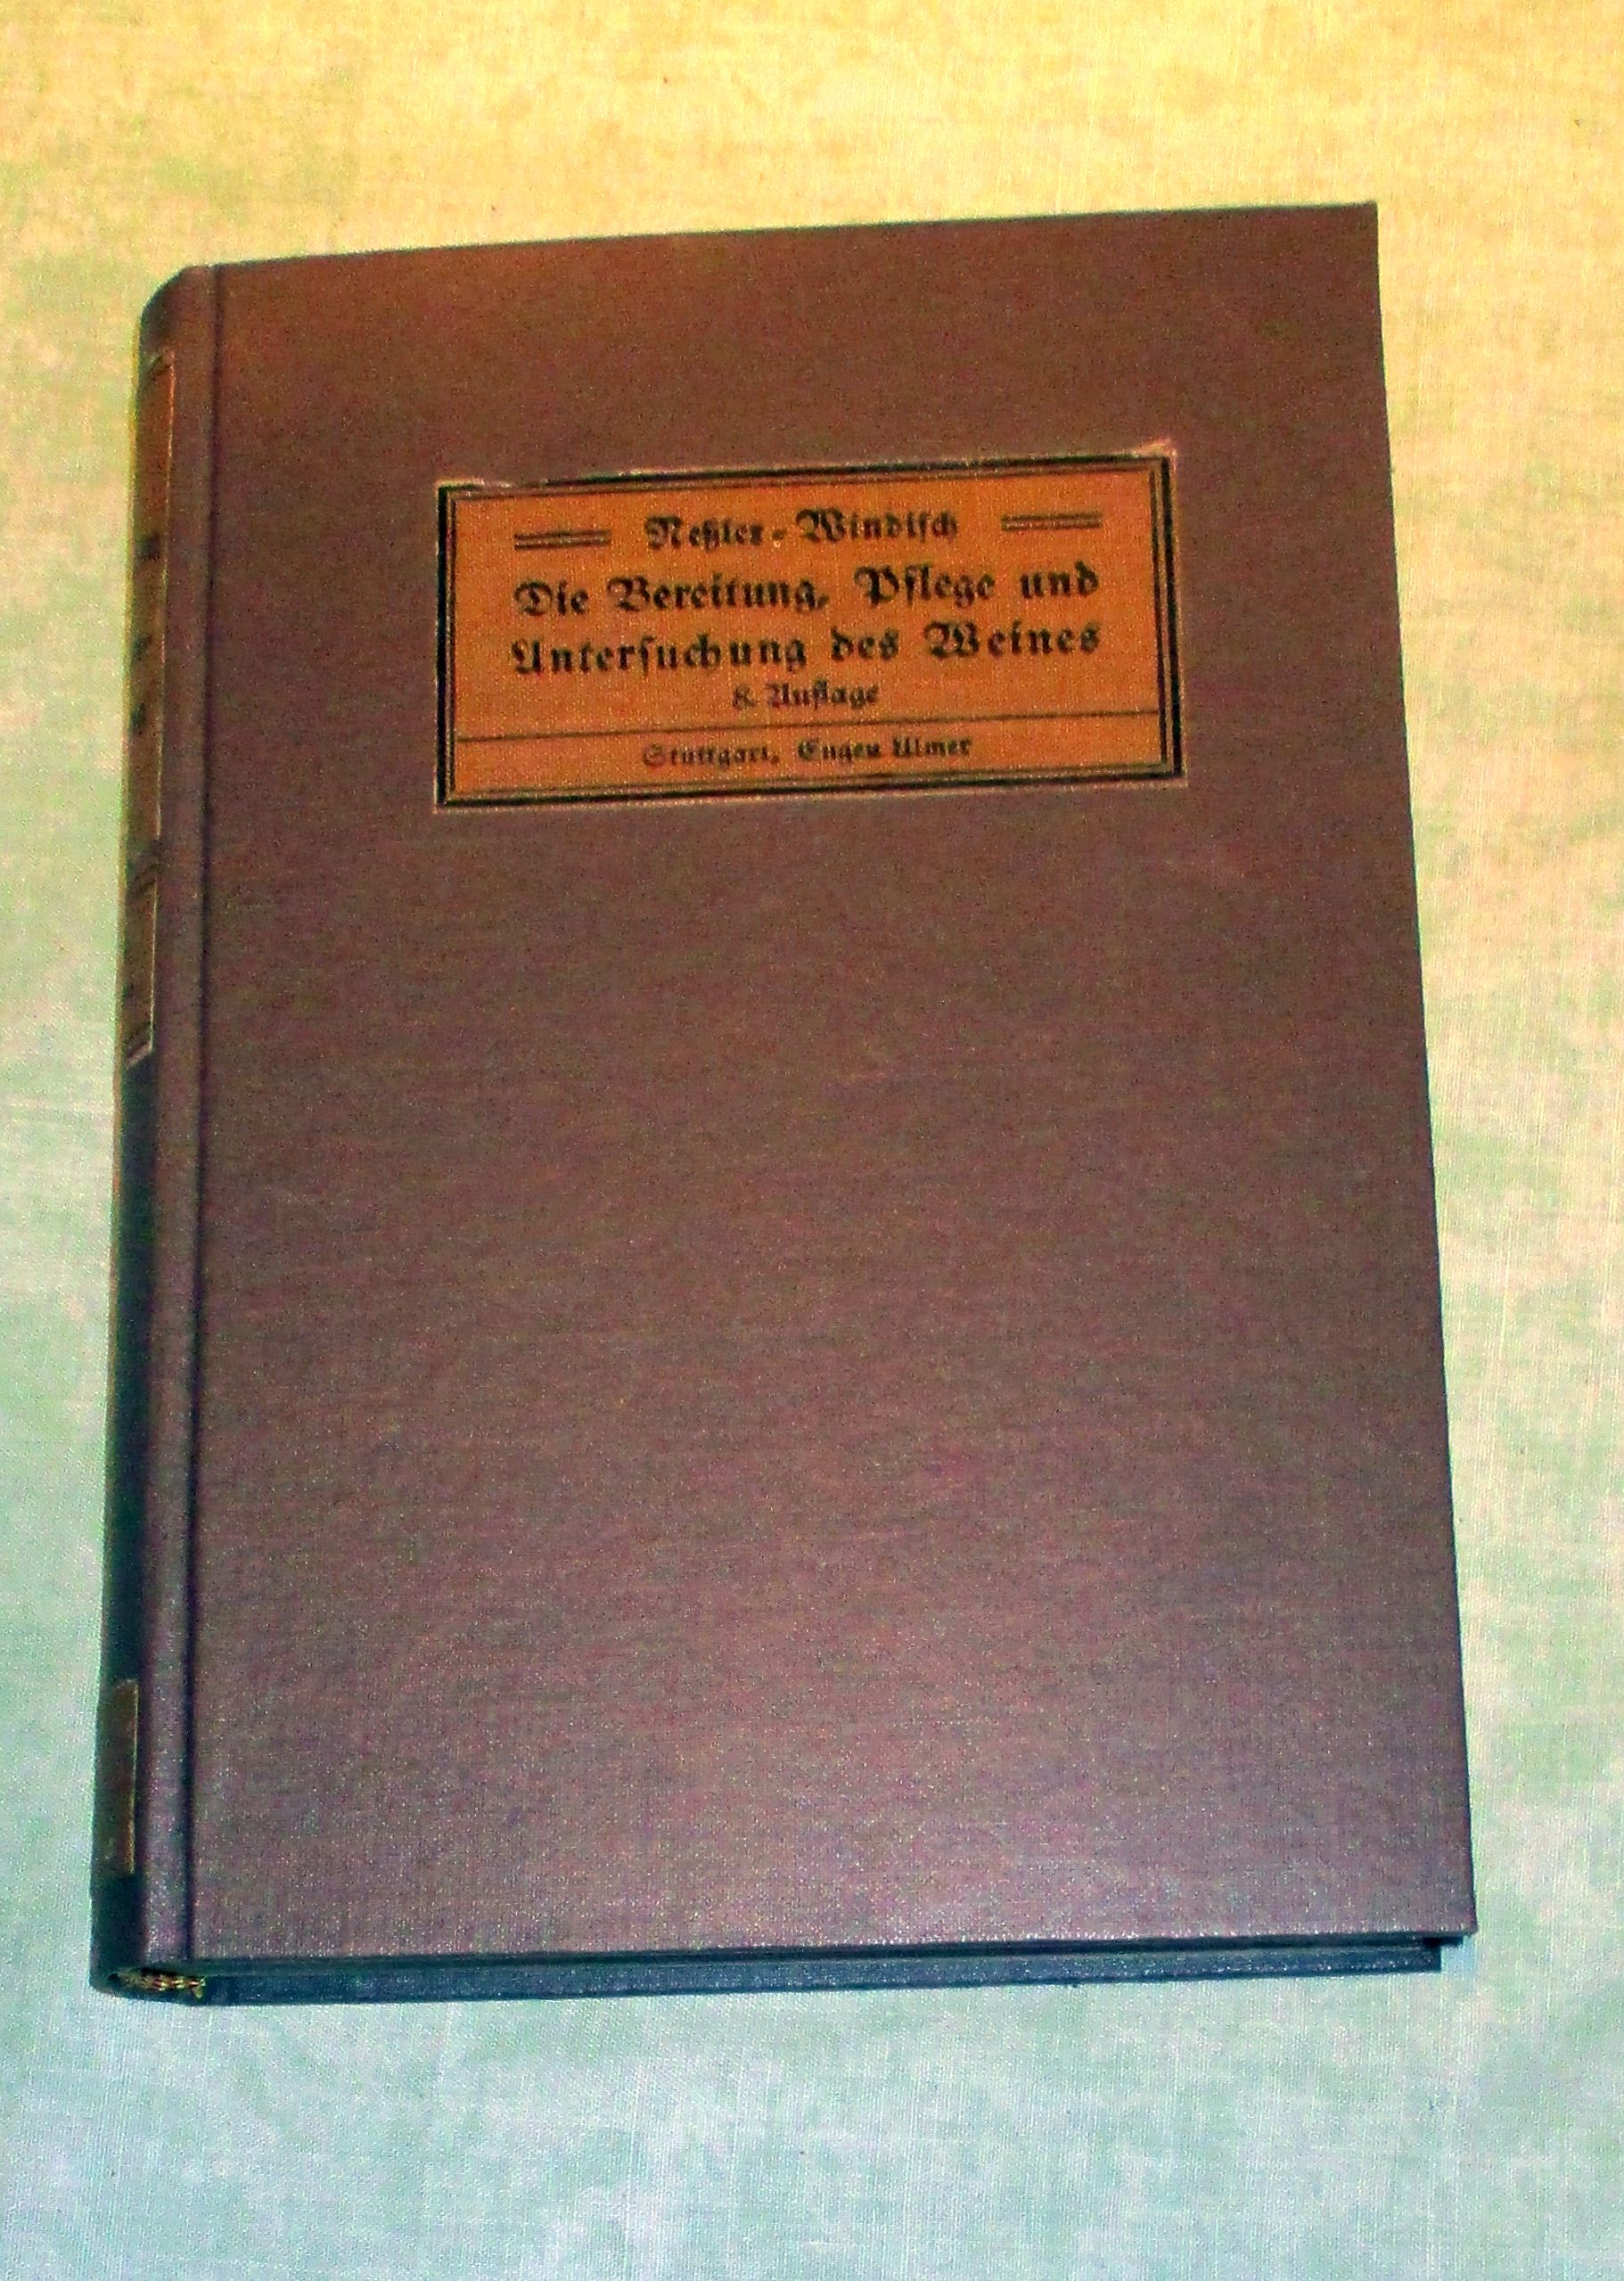 Neßler-Windisch
Die Bereitung, Pflege und
Untersuchung des Weines
8. Auflage
Stuttgart, Eugen Ulmer